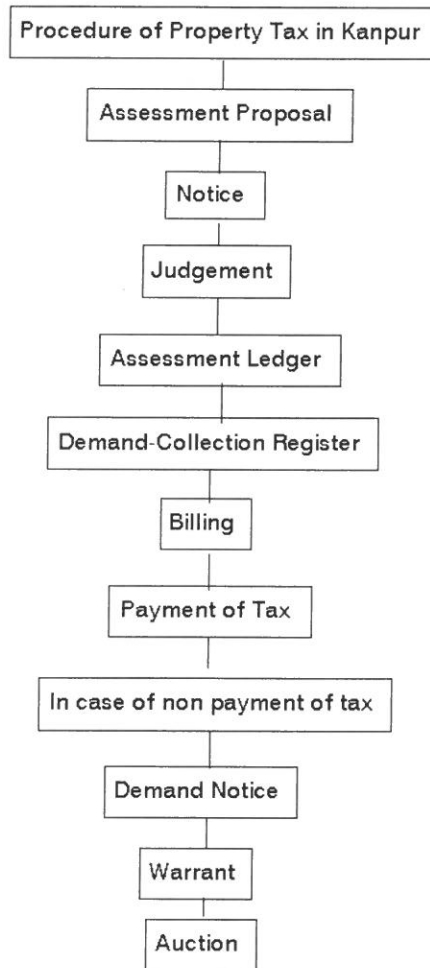 Procedure of Property Tax in Kanpur
Assessment Proposal
Notice
Judgement
Assessment Ledger
Demand-Collection Register
Billing
Payment of Tax
In case of non payment of tax
Demand Notice
Warrant
Auction